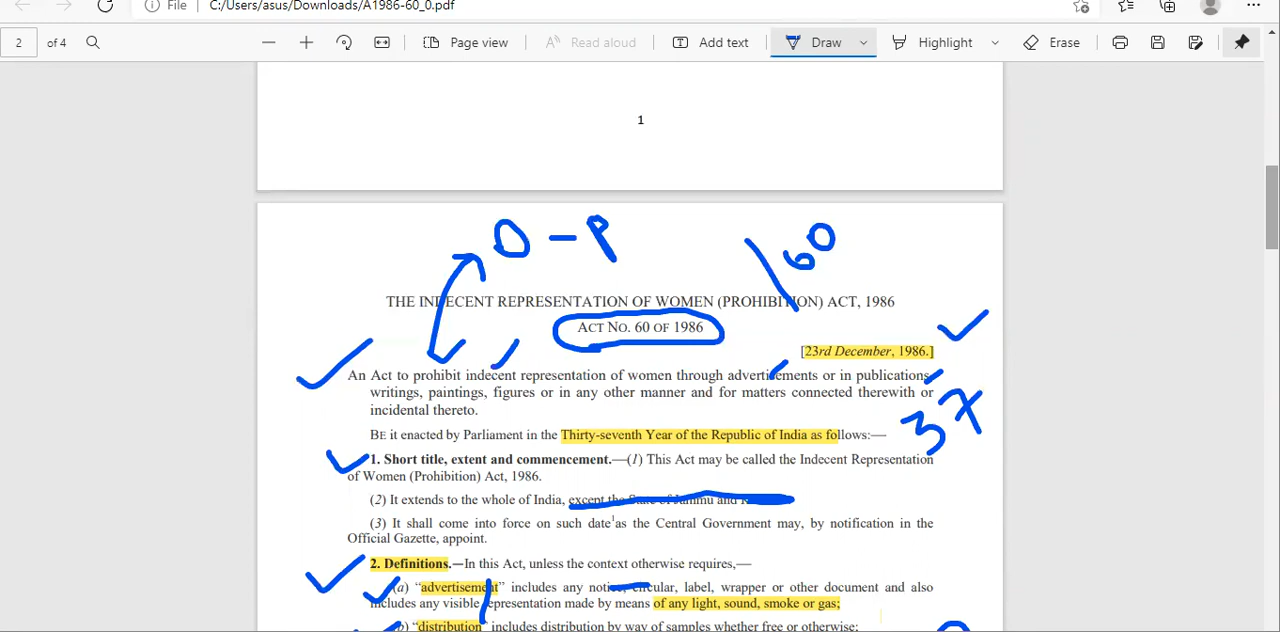 File C:/Users/asus/Downloads/A1986-60_0.pdf
2 of 4 Page view Read aloud Add text Draw Highlight Erase
1
O - P
60
THE INDECENT REPRESENTATION OF WOMEN (PROHIBITION) ACT, 1986
ACT NO. 60 OF 1986
[23rd December, 1986.]
An Act to prohibit indecent representation of women through advertisements or in publications,
writings, paintings, figures or in any other manner and for matters connected therewith or
incidental thereto.
37
BE it enacted by Parliament in the Thirty-seventh Year of the Republic of India as follows:—
1. Short title, extent and commencement.—(1) This Act may be called the Indecent Representation
of Women (Prohibition) Act, 1986.
(2) It extends to the whole of India, except the State of Jammu and
(3) It shall come into force on such date1 as the Central Government may, by notification in the
Official Gazette, appoint.
2. Definitions.—In this Act, unless the context otherwise requires,—
(a) “advertisement” includes any notice, circular, label, wrapper or other document and also
includes any visible representation made by means of any light, sound, smoke or gas;
(b) “distribution” includes distribution by way of samples whether free or otherwise;